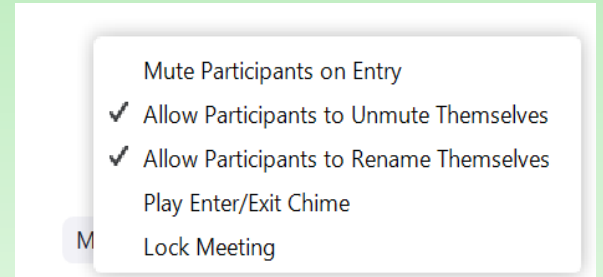 Mute Participants on Entry
✓ Allow Participants to Unmute Themselves
✓ Allow Participants to Rename Themselves
Play Enter/Exit Chime
Lock Meeting